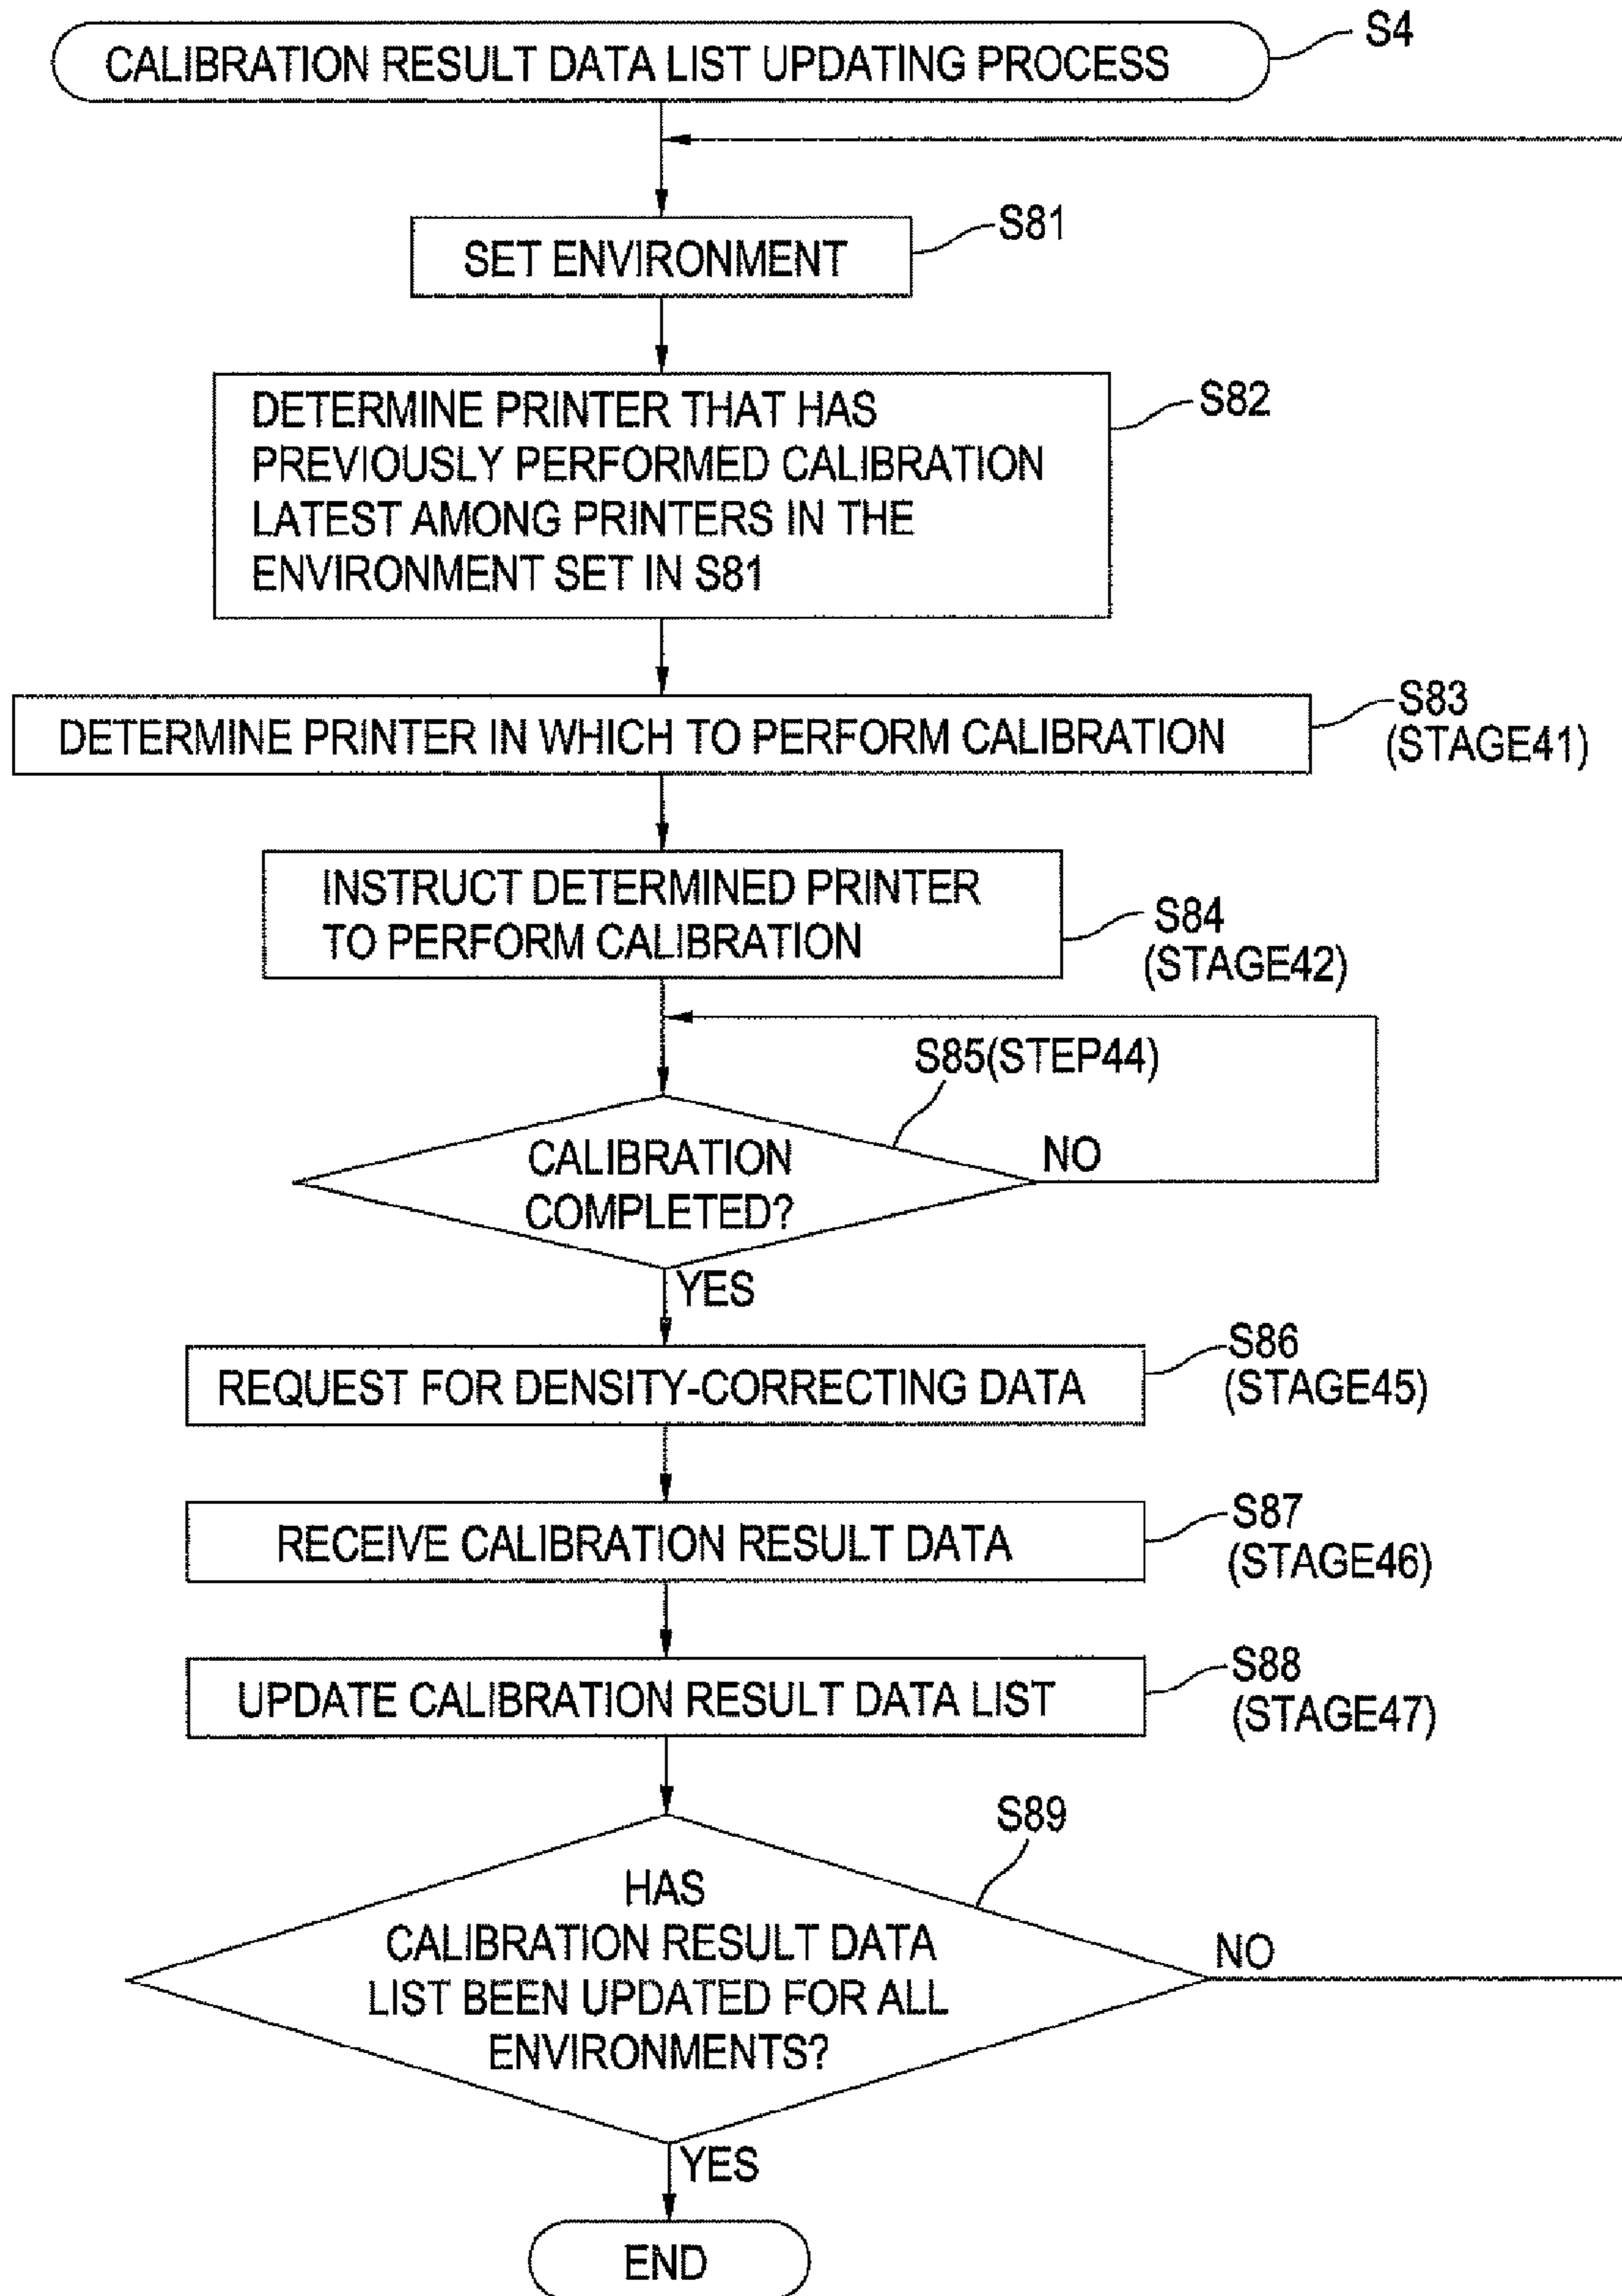 CALIBRATION RESULT DATA LIST UPDATING PROCESS
S4
SET ENVIRONMENT
S81
DETERMINE PRINTER THAT HAS
PREVIOUSLY PERFORMED CALIBRATION
LATEST AMONG PRINTERS IN THE
ENVIRONMENT SET IN S81
S82
DETERMINE PRINTER IN WHICH TO PERFORM CALIBRATION
S83
(STAGE41)
INSTRUCT DETERMINED PRINTER
TO PERFORM CALIBRATION
S84
(STAGE42)
S85(STEP44)
CALIBRATION
COMPLETED?
NO
YES
REQUEST FOR DENSITY-CORRECTING DATA
S86
(STAGE45)
RECEIVE CALIBRATION RESULT DATA
S87
(STAGE46)
UPDATE CALIBRATION RESULT DATA LIST
S88
(STAGE47)
S89
HAS
CALIBRATION RESULT DATA
LIST BEEN UPDATED FOR ALL
ENVIRONMENTS?
NO
YES
END